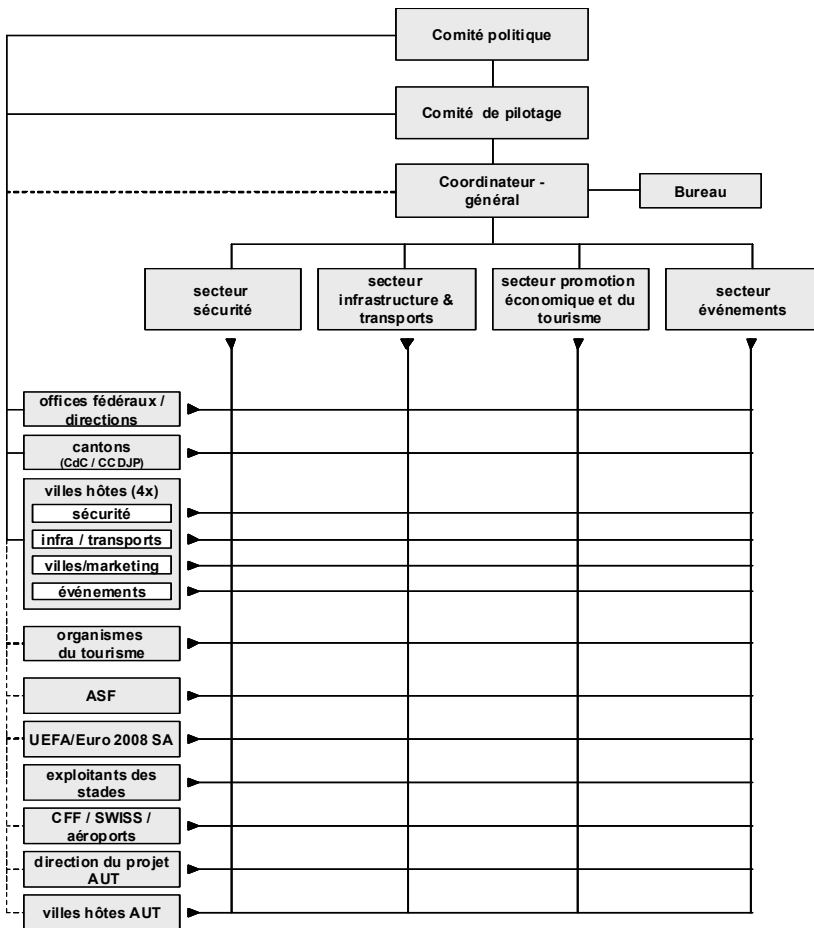 Comité politique
Comité de pilotage
Coordinateur -
général
Bureau
secteur
sécurité
secteur
infrastructure &
transports
secteur promotion
économique et du
tourisme
secteur
événements
offices fédéraux /
directions
cantons
(CdC / CCDJP)
villes hôtes (4x)
sécurité
infra / transports
villes/marketing
événements
organismes
du tourisme
ASF
UEFA/Euro 2008 SA
exploitants des
stades
CFF / SWISS /
aéroports
direction du projet
AUT
villes hôtes AUT